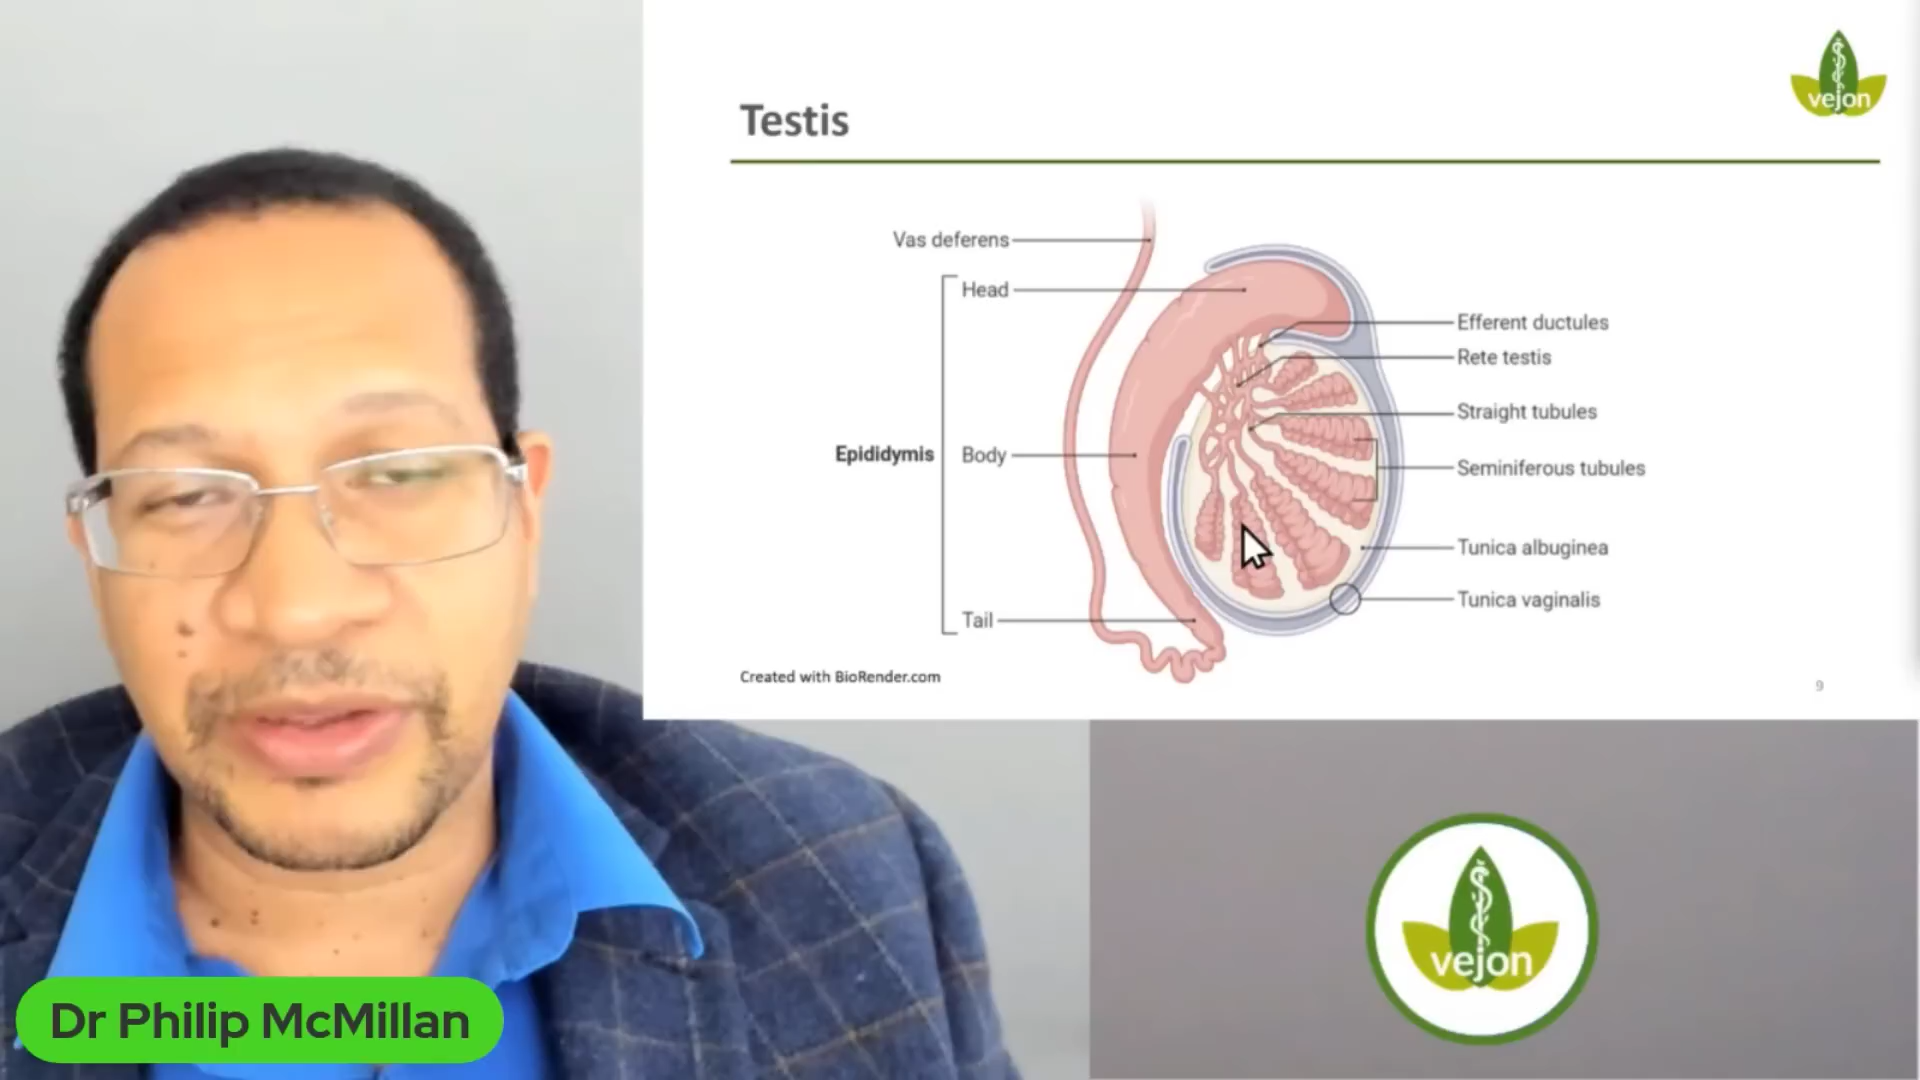 vejon
Testis
Vas deferens
Head
Efferent ductules
Rete testis
Straight tubules
Epididymis
Body
Seminiferous tubules
Tunica albuginea
Tunica vaginalis
Tail
Created with BioRender.com
9
vejon
Dr Philip McMillan